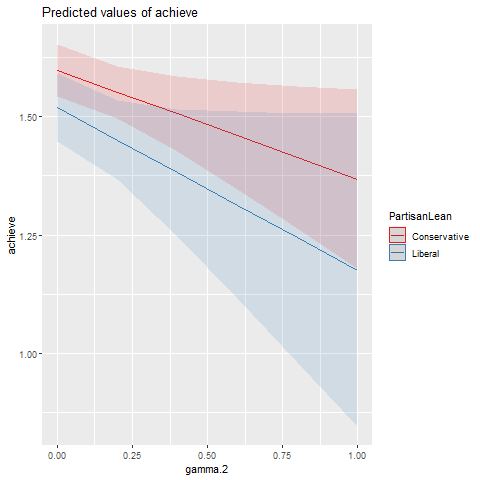 Predicted values of achieve
achieve
1.50
1.25
1.00
0.00 0.25 0.50 0.75 1.00
gamma.2
PartisanLean
Conservative
Liberal